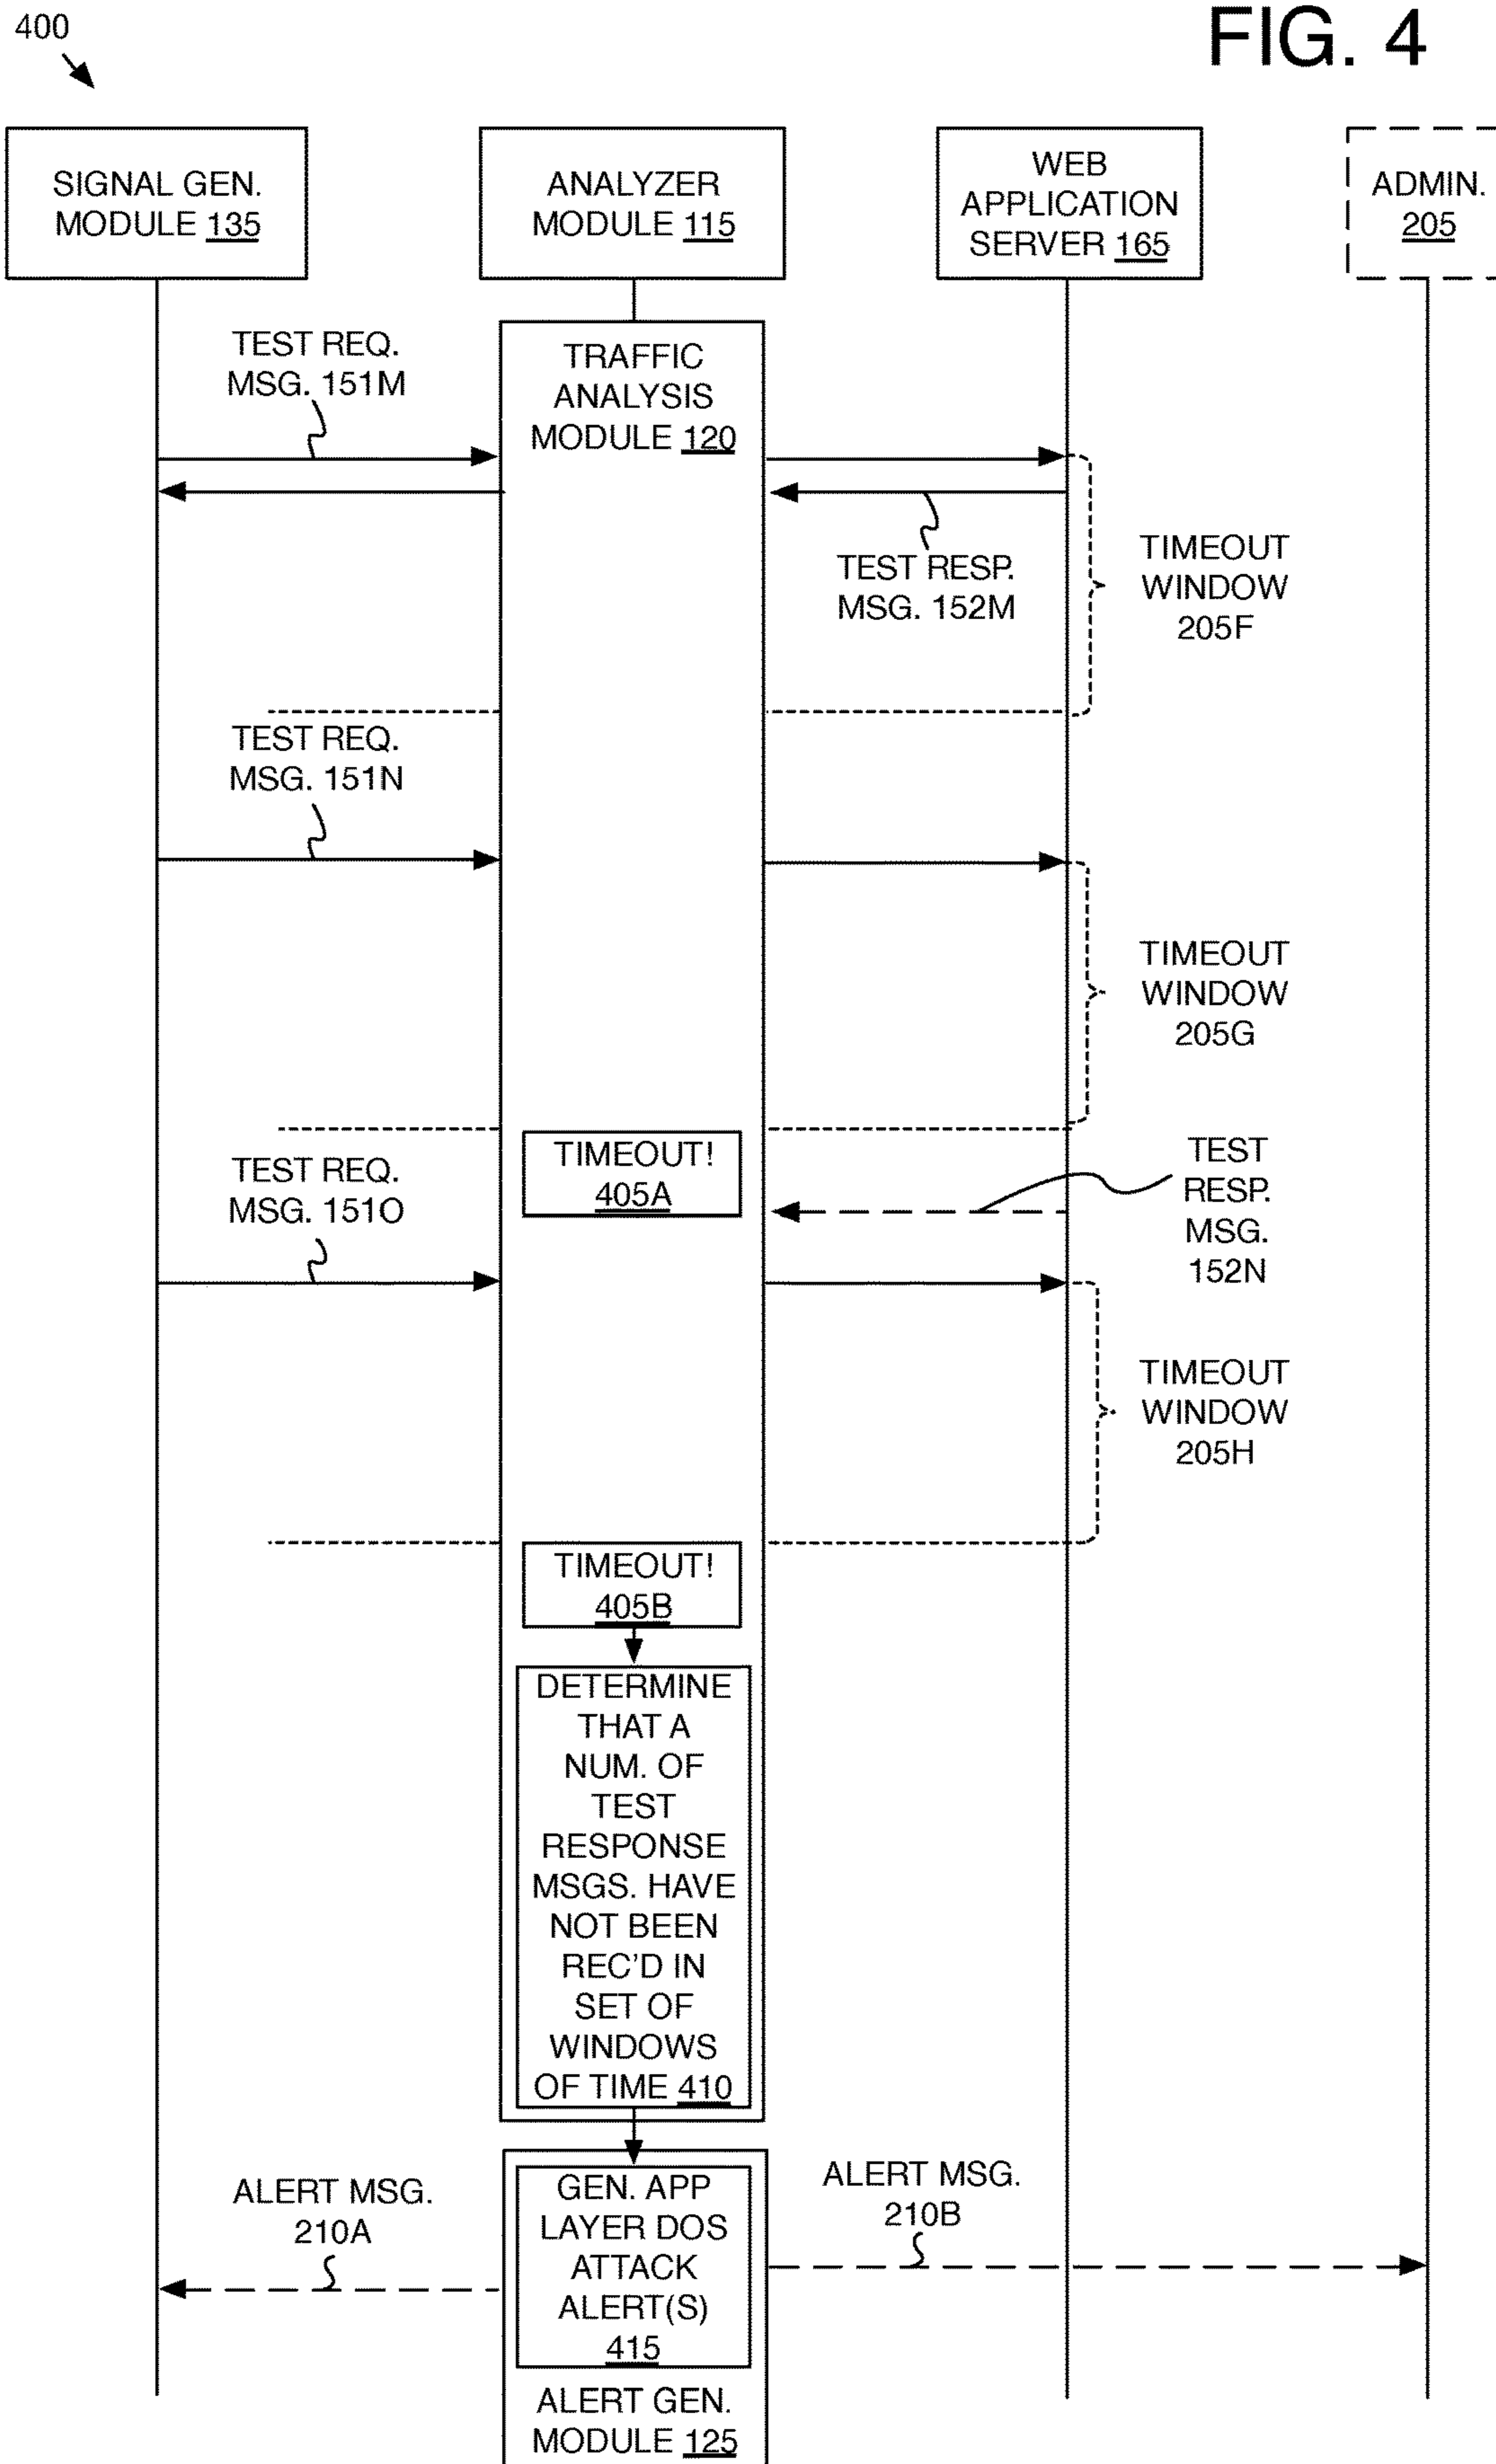 400
FIG. 4
SIGNAL GEN.
MODULE 135
ANALYZER
MODULE 115
WEB
APPLICATION
SERVER 165
ADMIN.
205
TEST REQ.
MSG. 151M
TRAFFIC
ANALYSIS
MODULE 120
TEST RESP.
MSG. 152M
TIMEOUT
WINDOW
205F
TEST REQ.
MSG. 151N
TIMEOUT
WINDOW
205G
TIMEOUT!
405A
TEST
RESP.
MSG.
152N
TEST REQ.
MSG. 151O
TIMEOUT
WINDOW
205H
TIMEOUT!
405B
DETERMINE
THAT A
NUM. OF
TEST
RESPONSE
MSGS. HAVE
NOT BEEN
REC'D IN
SET OF
WINDOWS
OF TIME 410
ALERT MSG.
210A
GEN. APP
LAYER DOS
ATTACK
ALERT(S)
415
ALERT MSG.
210B
ALERT GEN.
MODULE 125